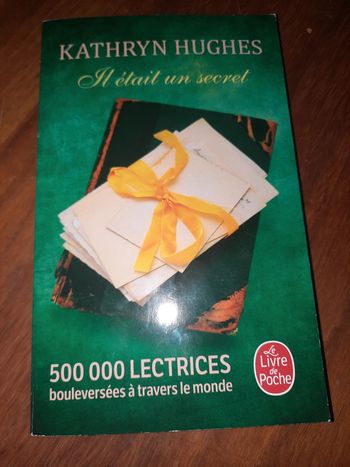 KATHRYN HUGHES
Il était un secret
500 000 LECTRICES
bouleversées à travers le monde
Le
Livre
de
Poche